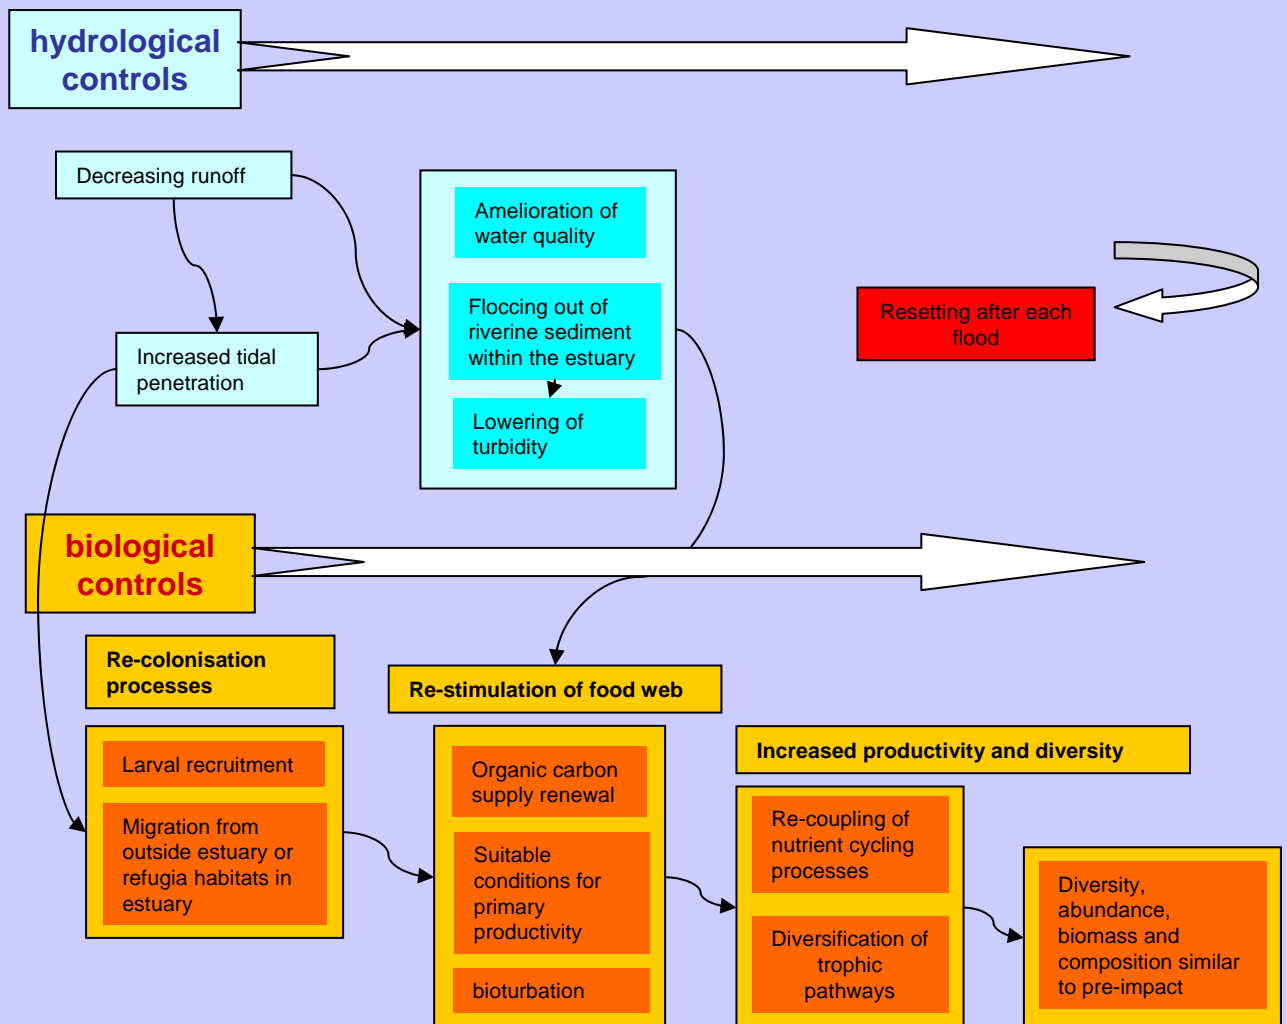 hydrological
controls
Decreasing runoff
Amelioration of
water quality
Floccing out of
riverine sediment
within the estuary
Resetting after each
flood
Increased tidal
penetration
Lowering of
turbidity
biological
controls
Re-colonisation
processes
Re-stimulation of food web
Increased productivity and diversity
Larval recruitment
Migration from
outside estuary or
refugia habitats in
estuary
Organic carbon
supply renewal
Suitable
conditions for
primary
productivity
bioturbation
Re-coupling of
nutrient cycling
processes
Diversification of
trophic
pathways
Diversity,
abundance,
biomass and
composition similar
to pre-impact